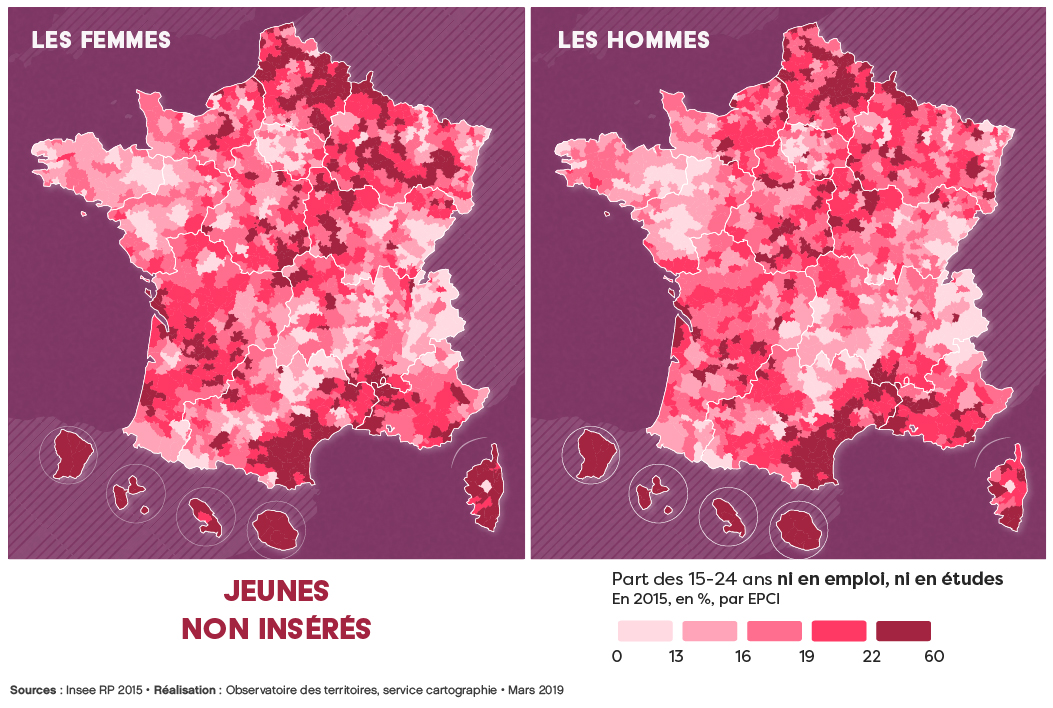 LES FEMMES
LES HOMMES
JEUNES
NON INSÉRÉS
Part des 15-24 ans ni en emploi, ni en études
En 2015, en %, par EPCI
0 13 16 19 22 60
Sources : Insee RP 2015 • Réalisation : Observatoire des territoires, service cartographie • Mars 2019